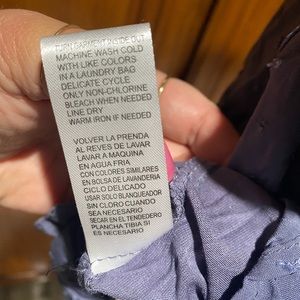 TURN GARMENT INSIDE OUT
MACHINE WASH COLD
WITH LIKE COLORS
IN A LAUNDRY BAG
DELICATE CYCLE
ONLY NON-CHLORINE
BLEACH WHEN NEEDED
LINE DRY
WARM IRON IF NEEDED
VOLVER LA PRENDA
AL REVES DE LAVAR
LAVAR A MAQUINA
EN AGUA FRIA
CON COLORES SIMILARES
EN BOLSA DE LAVANDERIA
CICLO DELICADO
USAR SOLO BLANQUEADOR
SIN CLORO CUANDO
SEA NECESARIO
SECAR EN EL TENDEDERO
PLANCHA TIBIA SI
ES NECESARIO